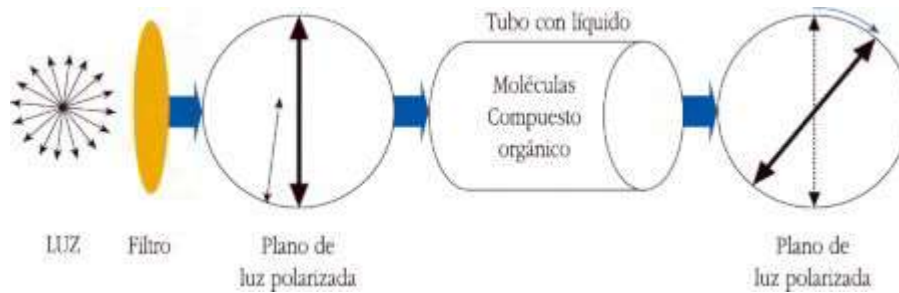 Tubo con líquido
Moléculas
Compuesto
orgánico
LUZ
Filtro
Plano de
luz polarizada
Plano de
luz polarizada